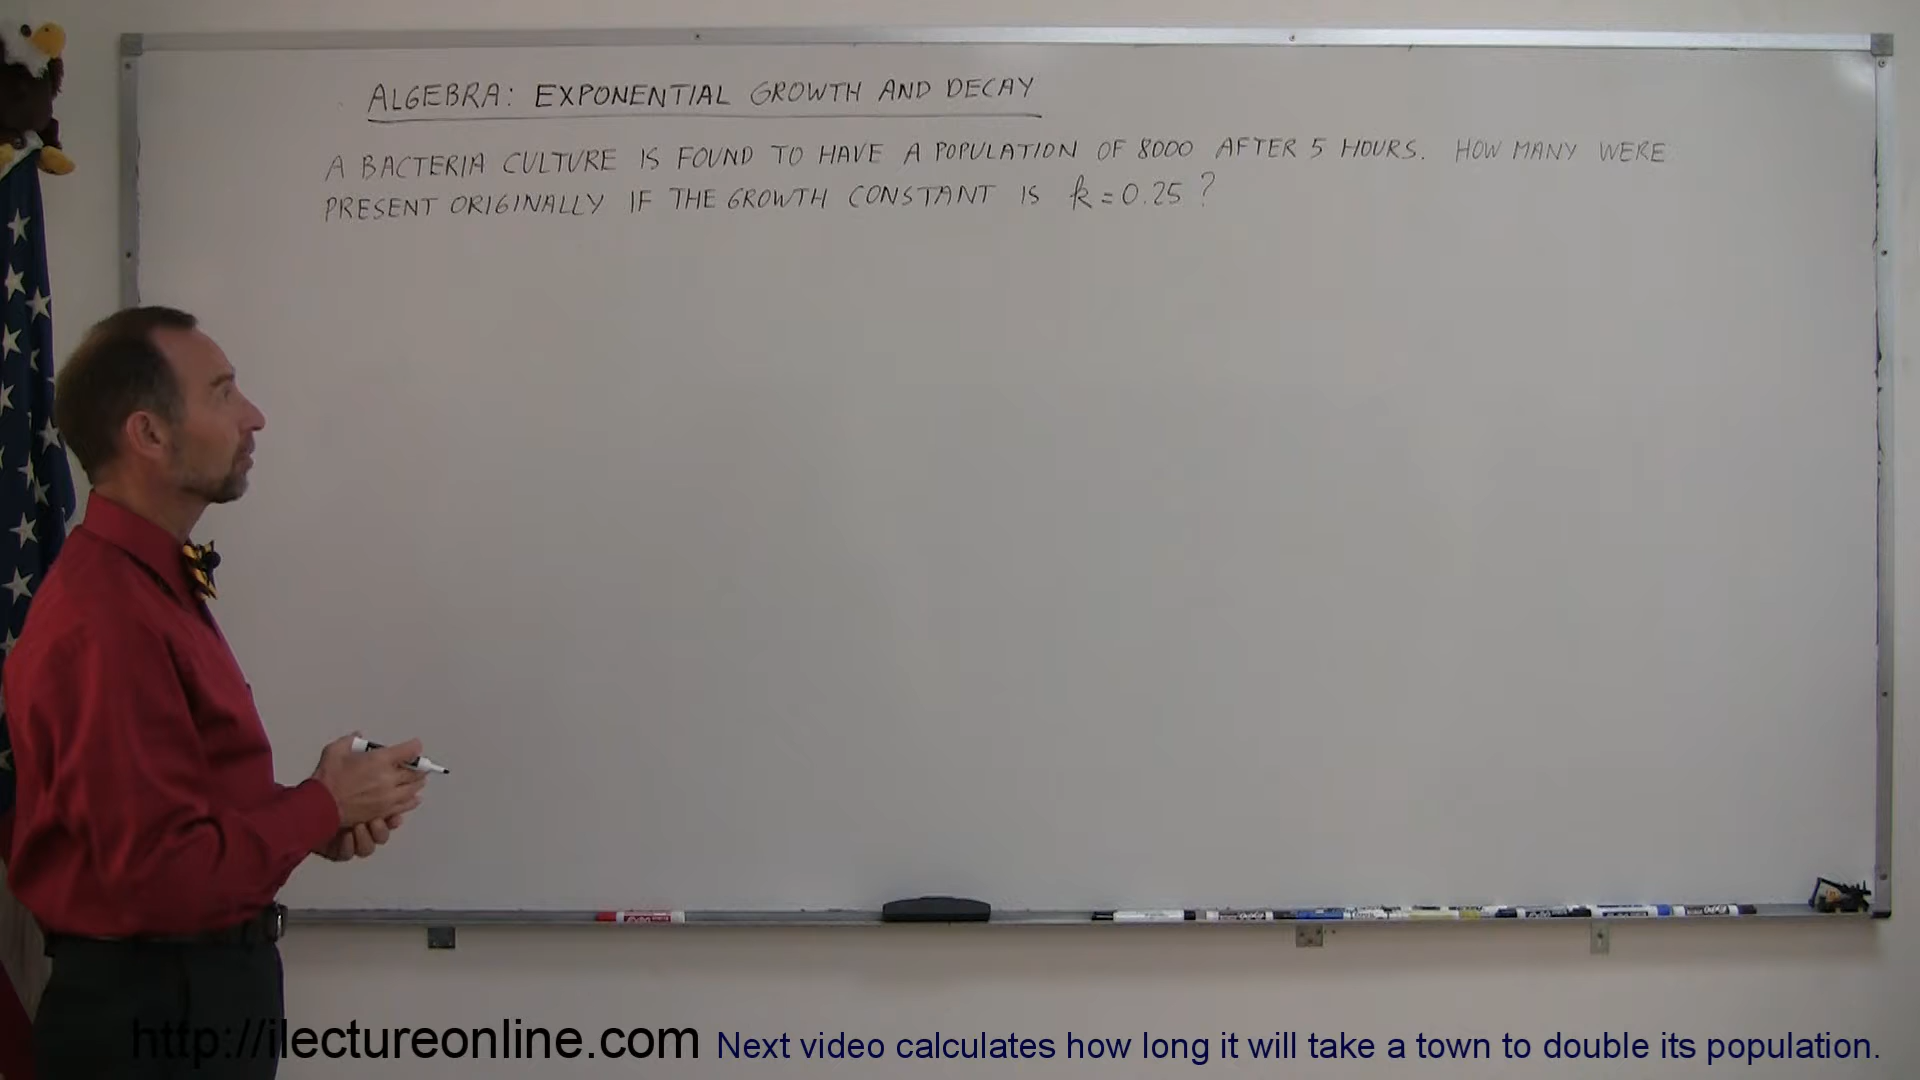 ALGEBRA: EXPONENTIAL GROWTH AND DECAY
A BACTERIA CULTURE IS FOUND TO HAVE A POPULATION OF 8000 AFTER 5 HOURS. HOW MANY WERE
PRESENT ORIGINALLY IF THE GROWTH CONSTANT IS k = 0.25 ?
http://ilectureonline.com Next video calculates how long it will take a town to double its population.